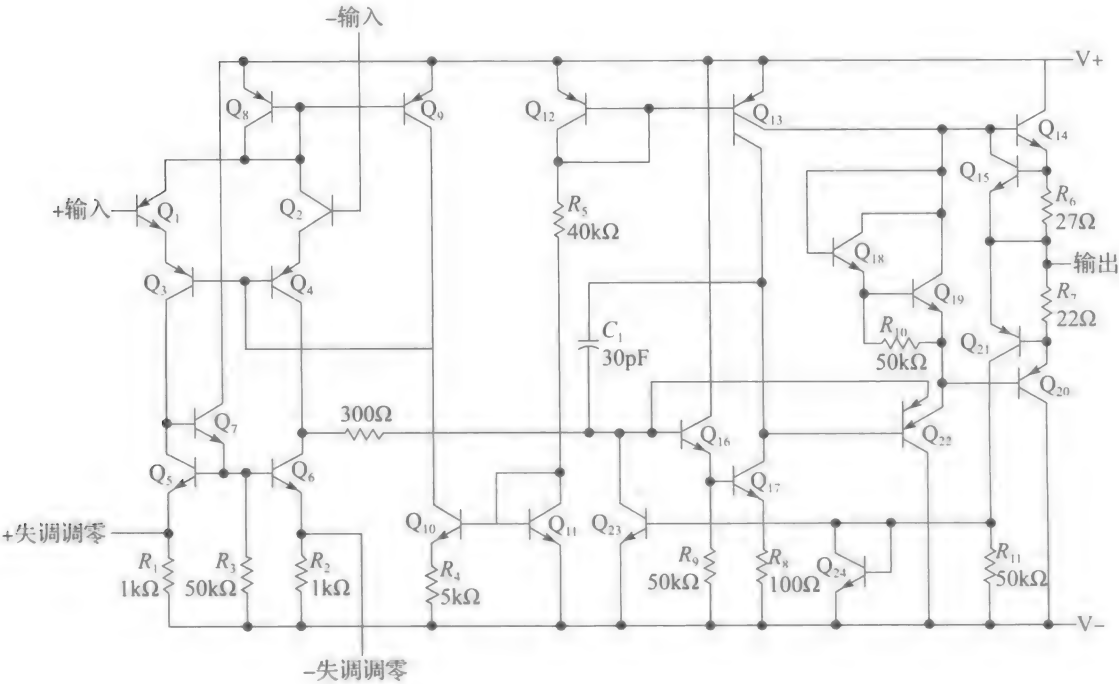 −输入
V+
Q₈
Q₉
Q₁₂
Q₁₃
Q₁₄
Q₁₅
+输入
Q₁
Q₂
R₅
40kΩ
R₆
27Ω
Q₁₈
输出
Q₃
Q₄
Q₁₉
R₇
22Ω
C₁
30pF
R₁₀
50kΩ
Q₂₁
Q₂₀
300Ω
Q₇
Q₁₆
Q₂₂
Q₅
Q₆
Q₁₇
+失调调零
Q₁₀
Q₁₁
Q₂₃
R₁
1kΩ
R₃
50kΩ
R₂
1kΩ
R₄
5kΩ
R₉
50kΩ
R₈
100Ω
Q₂₄
R₁₁
50kΩ
V−
−失调调零